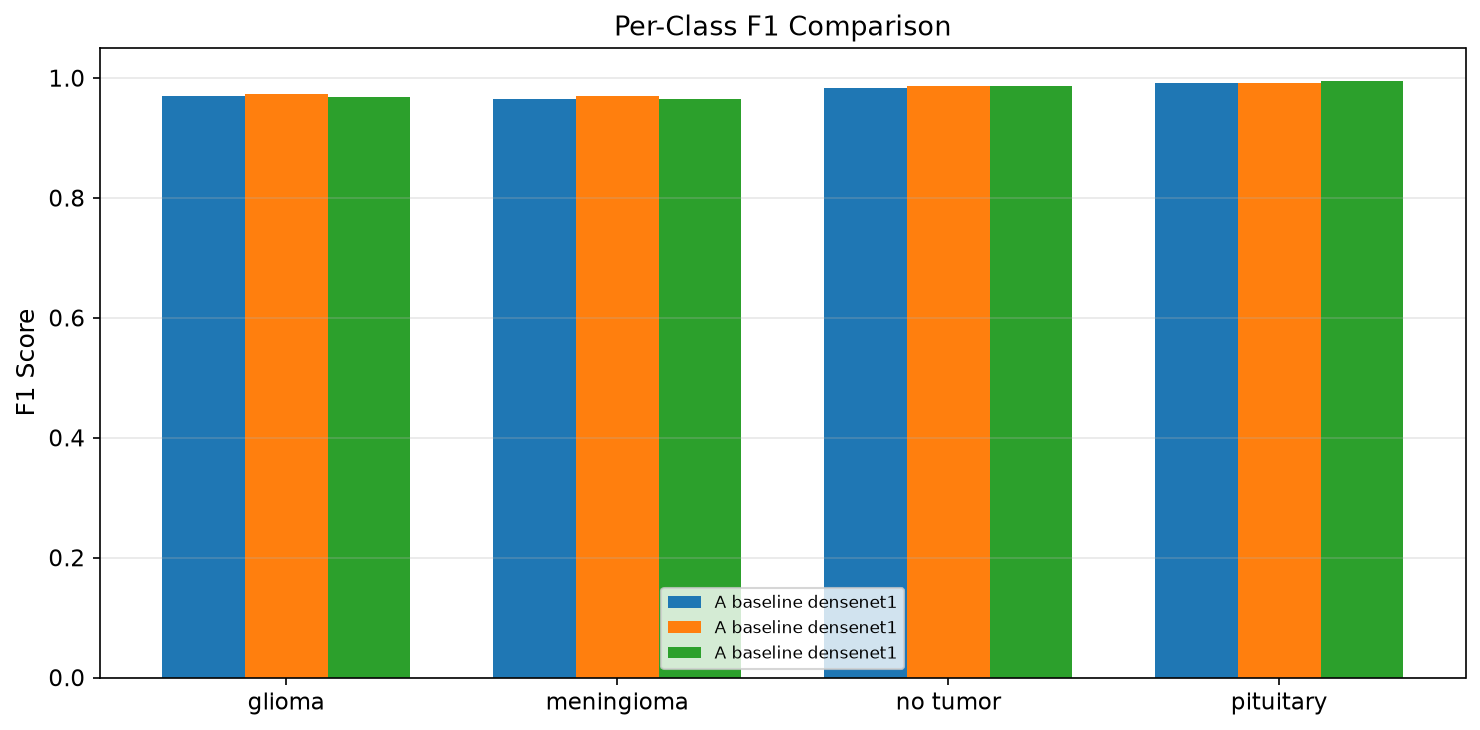 Per-Class F1 Comparison
F1 Score
1.0
0.8
0.6
0.4
0.2
0.0
A baseline densenet1
A baseline densenet1
A baseline densenet1
glioma
meningioma
no tumor
pituitary